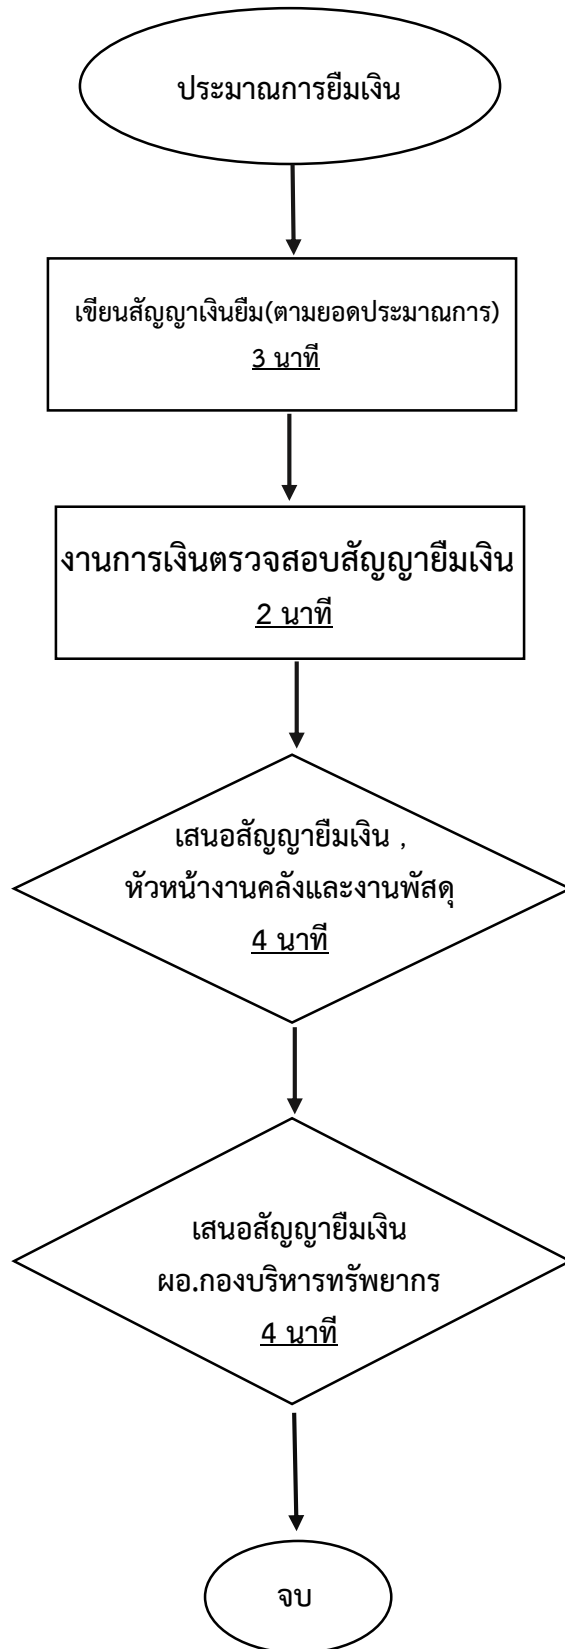 ประมาณการยืมเงิน
เขียนสัญญาเงินยืม(ตามยอดประมาณการ)
3 นาที
งานการเงินตรวจสอบสัญญายืมเงิน
2 นาที
เสนอสัญญายืมเงิน ,
หัวหน้างานคลังและงานพัสดุ
4 นาที
เสนอสัญญายืมเงิน
ผอ.กองบริหารทรัพยากร
4 นาที
จบ